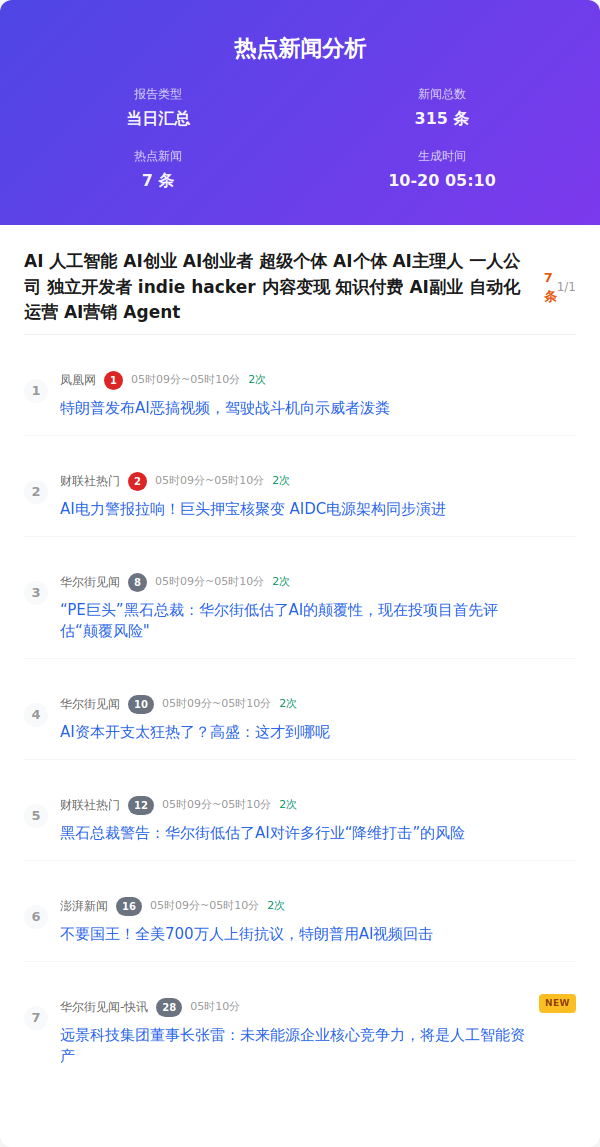 热点新闻分析
报告类型
当日汇总
新闻总数
315 条
热点新闻
7 条
生成时间
10-20 05:10
AI 人工智能 AI创业 AI创业者 超级个体 AI个体 AI主理人 一人公
司 独立开发者 indie hacker 内容变现 知识付费 AI副业 自动化
运营 AI营销 Agent
7
条
1/1
1
凤凰网 1 05时09分~05时10分 2次
特朗普发布AI恶搞视频，驾驶战斗机向示威者泼粪
2
财联社热门 2 05时09分~05时10分 2次
AI电力警报拉响！巨头押宝核聚变 AIDC电源架构同步演进
3
华尔街见闻 8 05时09分~05时10分 2次
“PE巨头”黑石总裁：华尔街低估了AI的颠覆性，现在投项目首先评
估“颠覆风险"
4
华尔街见闻 10 05时09分~05时10分 2次
AI资本开支太狂热了？高盛：这才到哪呢
5
财联社热门 12 05时09分~05时10分 2次
黑石总裁警告：华尔街低估了AI对许多行业“降维打击”的风险
6
澎湃新闻 16 05时09分~05时10分 2次
不要国王！全美700万人上街抗议，特朗普用AI视频回击
7
华尔街见闻-快讯 28 05时10分
NEW
远景科技集团董事长张雷：未来能源企业核心竞争力，将是人工智能资
产